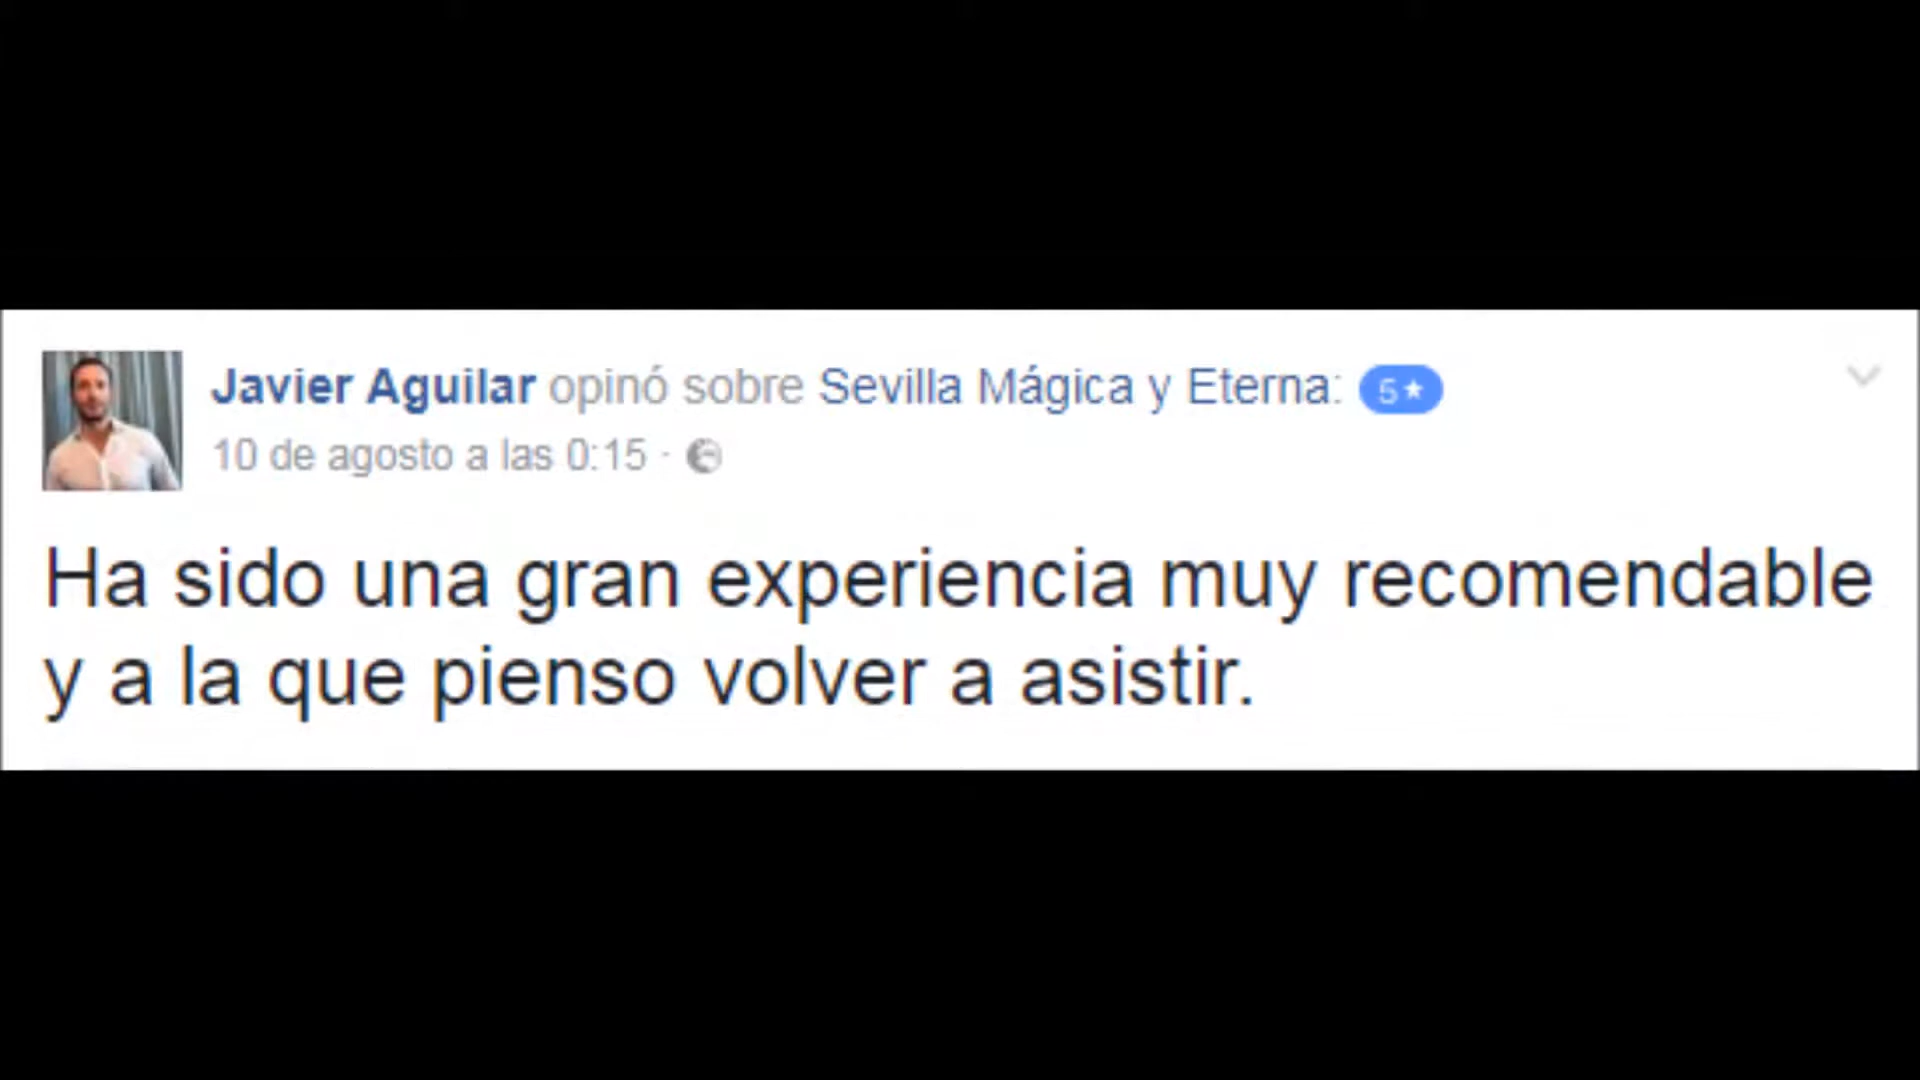 Javier Aguilar opinó sobre Sevilla Mágica y Eterna: 5★
10 de agosto a las 0:15 ·
Ha sido una gran experiencia muy recomendable
y a la que pienso volver a asistir.